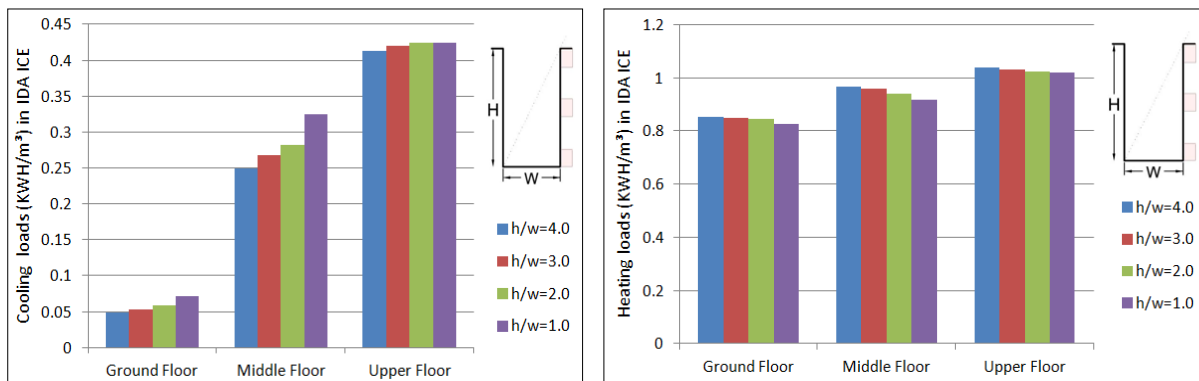 Cooling loads (KWH/m³) in IDA ICE
0.45
0.4
0.35
0.3
0.25
0.2
0.15
0.1
0.05
0
Ground Floor Middle Floor Upper Floor
H
W
h/w=4.0
h/w=3.0
h/w=2.0
h/w=1.0
Heating loads (KWH/m³) in IDA ICE
1.2
1
0.8
0.6
0.4
0.2
0
Ground Floor Middle Floor Upper Floor
H
W
h/w=4.0
h/w=3.0
h/w=2.0
h/w=1.0